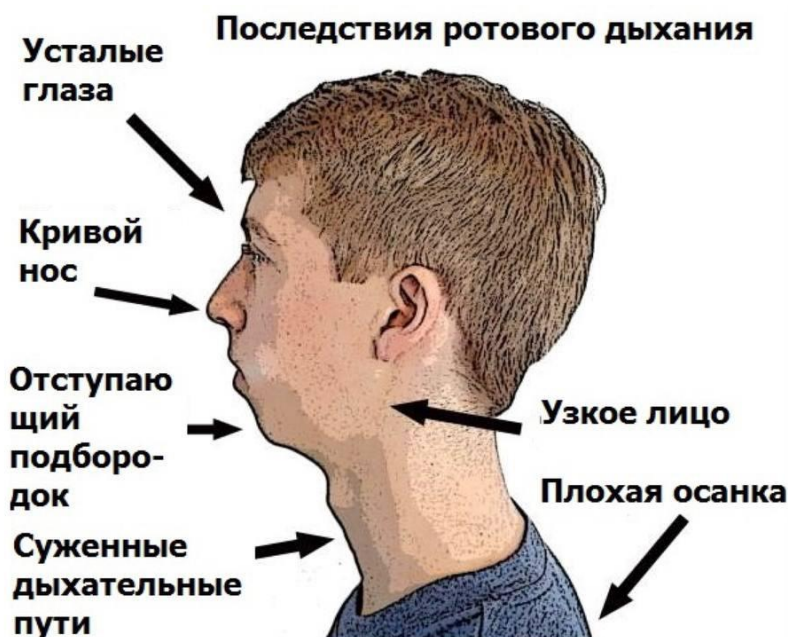 Последствия ротового дыхания
Усталые
глаза
Кривой
нос
Отступаю
щий
подборо-
док
Узкое лицо
Плохая осанка
Суженные
дыхательные
пути